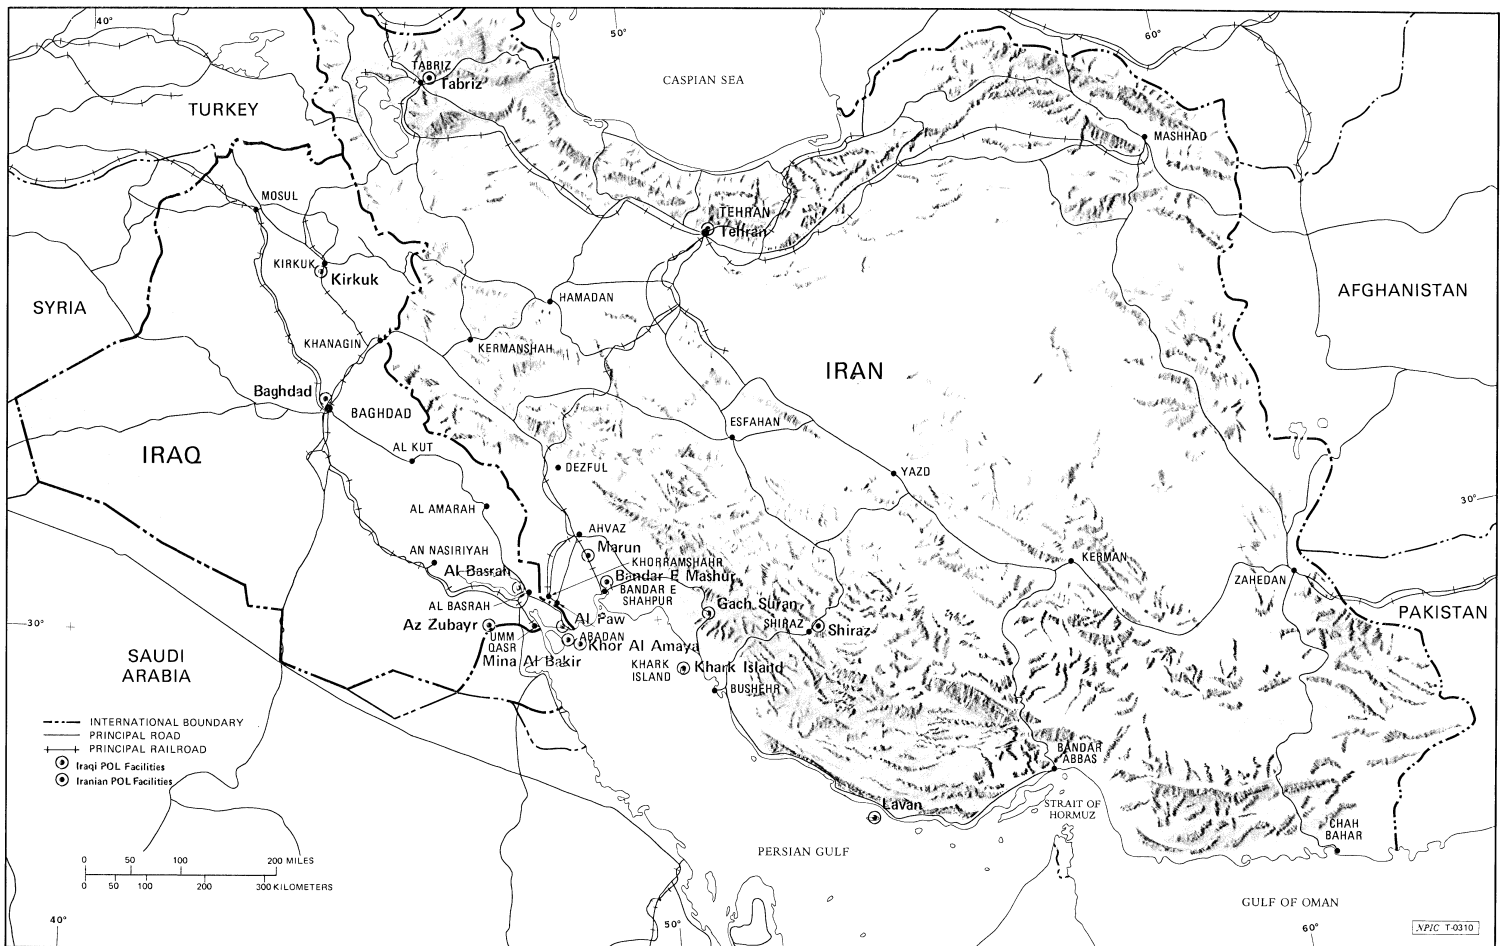 40°
50°
60°
TABRIZ
Tabriz
CASPIAN SEA
TURKEY
MASHHAD
MOSUL
TEHRAN
Tehran
KIRKUK
Kirkuk
HAMADAN
AFGHANISTAN
SYRIA
KHANAGIN
KERMANSHAH
IRAN
Baghdad
BAGHDAD
ESFAHAN
IRAQ
AL KUT
DEZFUL
YAZD
30°
AL AMARAH
AHVAZ
AN NASIRIYAH
Marun
KHORRAMSHAHR
KERMAN
Al Basrah
Bandar E Mashur
BANDAR E
SHAHPUR
ZAHEDAN
AL BASRAH
Gach Suran
PAKISTAN
30°
Az Zubayr
Al Faw
SHIRAZ
Shiraz
UMM
QASR
ABADAN
Khor Al Amaya
Mina Al Bakir
KHARK
ISLAND
Khark Island
SAUDI
ARABIA
BUSHEHR
INTERNATIONAL BOUNDARY
PRINCIPAL ROAD
PRINCIPAL RAILROAD
Iraqi POL Facilities
Iranian POL Facilities
BANDAR
ABBAS
Lavan
STRAIT OF
HORMUZ
CHAH
BAHAR
PERSIAN GULF
0 50 100 200 MILES
0 50 100 200 300 KILOMETERS
GULF OF OMAN
40°
50°
60°
NPIC T-0310